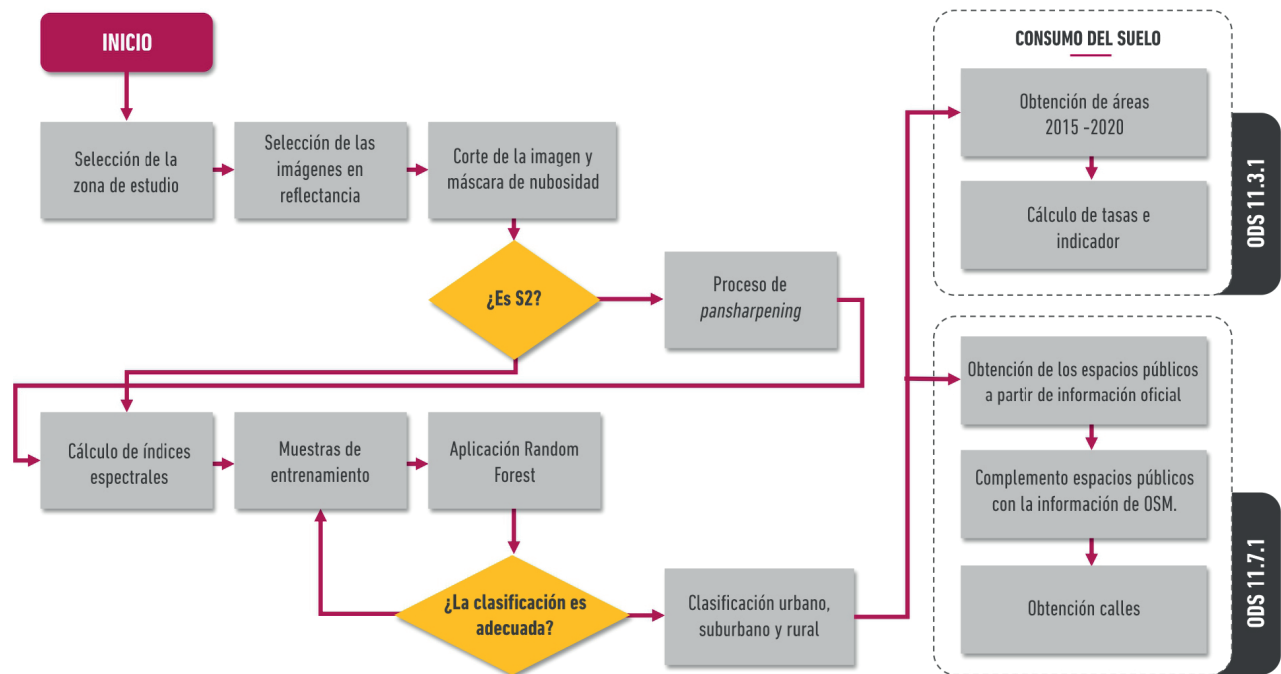 INICIO
Selección de la
zona de estudio
Selección de las
imágenes en
reflectancia
Corte de la imagen y
máscara de nubosidad
¿Es S2?
Proceso de
pansharpening
Cálculo de índices
espectrales
Muestras de
entrenamiento
Aplicación Random
Forest
¿La clasificación es
adecuada?
Clasificación urbano,
suburbano y rural
CONSUMO DEL SUELO
Obtención de áreas
2015 -2020
Cálculo de tasas e
indicador
ODS 11.3.1
Obtención de los espacios públicos
a partir de información oficial
Complemento espacios públicos
con la información de OSM.
Obtención calles
ODS 11.7.1